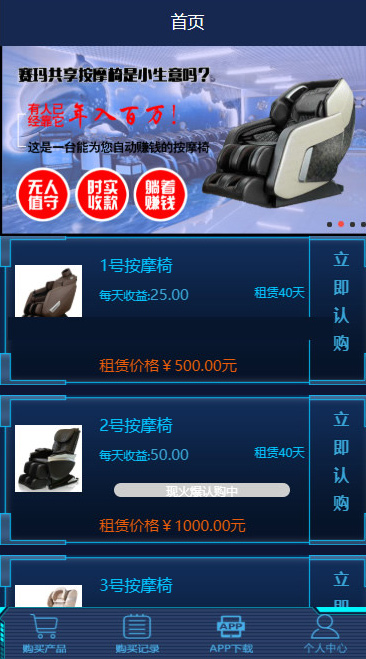 首页
赛玛共享按摩椅是小生意吗?
有人已
经靠它
年入百万!
这是一台能为您自动赚钱的按摩椅
无人
值守
时实
收款
躺着
赚钱
1号按摩椅
每天收益:25.00
租赁40天
租赁价格￥500.00元
立
即
认
购
2号按摩椅
每天收益:50.00
租赁40天
现火爆认购中
租赁价格￥1000.00元
立
即
认
购
3号按摩椅
立
即
购买产品
购买记录
APP
APP下载
个人中心